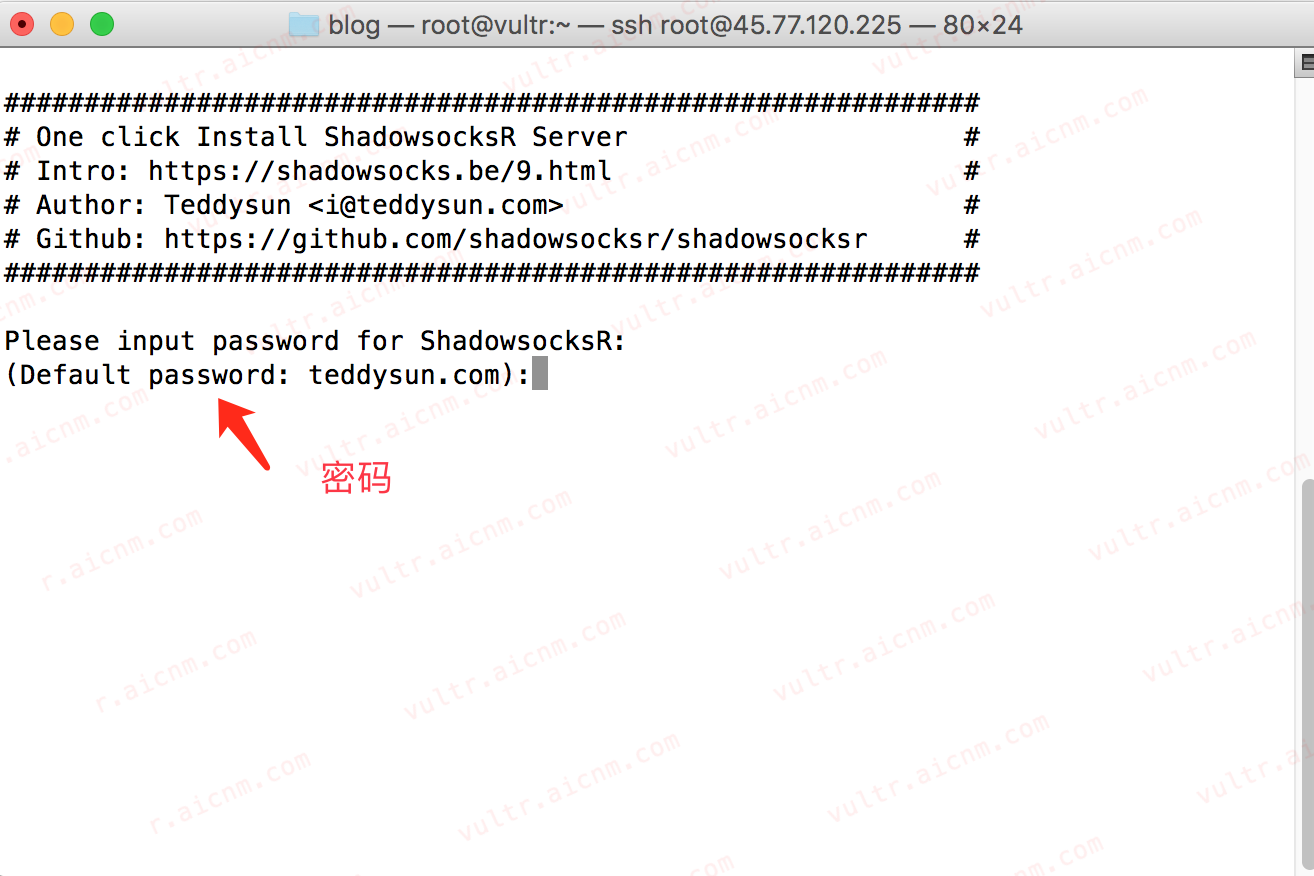 blog — root@vultr:~ — ssh root@45.77.120.225 — 80×24
#############################################################
# One click Install ShadowsocksR Server #
# Intro: https://shadowsocks.be/9.html #
# Author: Teddysun <i@teddysun.com> #
# Github: https://github.com/shadowsocksr/shadowsocksr #
#############################################################
Please input password for ShadowsocksR:
(Default password: teddysun.com):
密码
vultr.aicnm.com